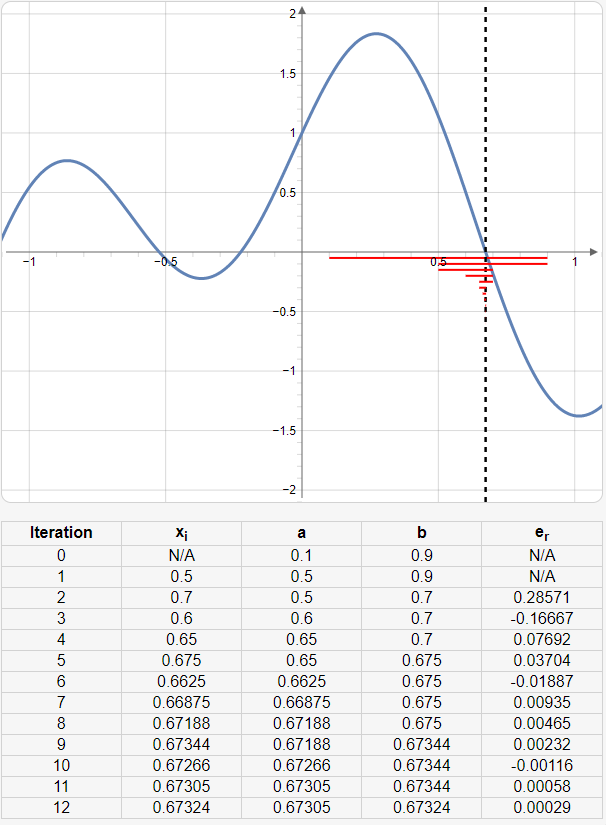 2
1.5
1
0.5
−1 −0.5 0.5 1
−0.5
−1
−1.5
−2
Iteration xi a b er
0 N/A 0.1 0.9 N/A
1 0.5 0.5 0.9 N/A
2 0.7 0.5 0.7 0.28571
3 0.6 0.6 0.7 -0.16667
4 0.65 0.65 0.7 0.07692
5 0.675 0.65 0.675 0.03704
6 0.6625 0.6625 0.675 -0.01887
7 0.66875 0.66875 0.675 0.00935
8 0.67188 0.67188 0.675 0.00465
9 0.67344 0.67188 0.67344 0.00232
10 0.67266 0.67266 0.67344 -0.00116
11 0.67305 0.67305 0.67344 0.00058
12 0.67324 0.67305 0.67324 0.00029